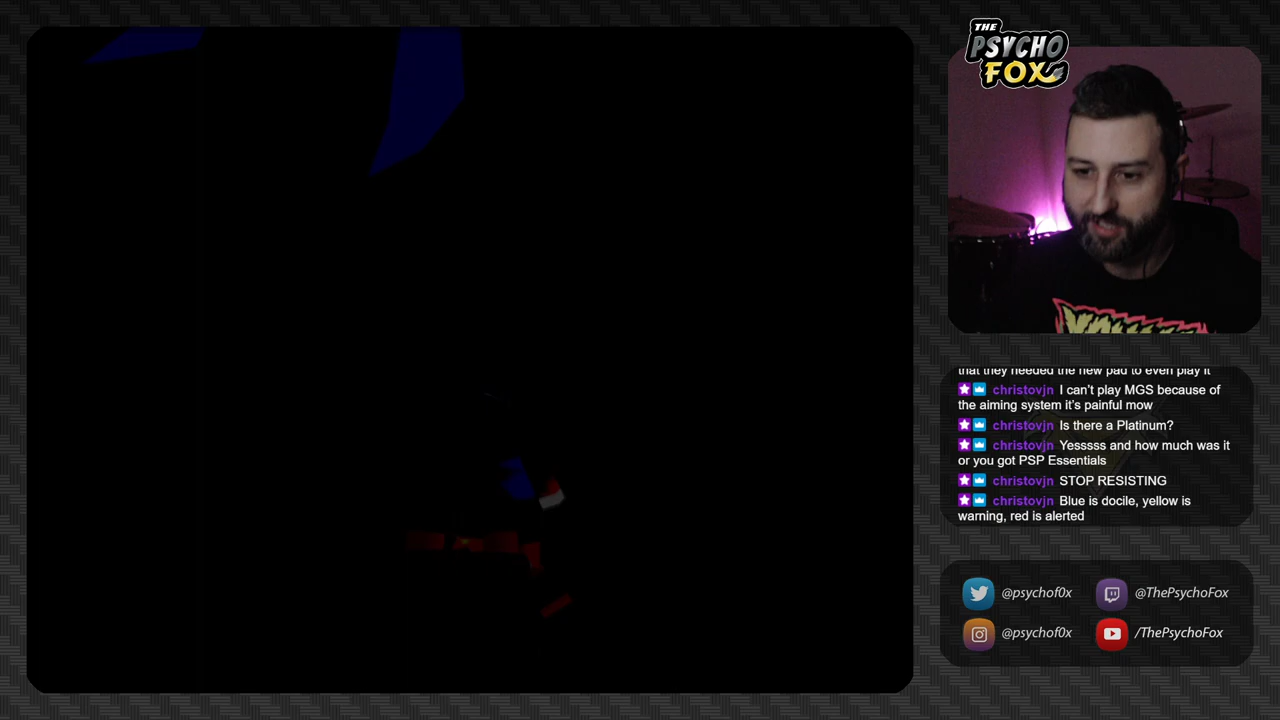 THE
PSYCHO
FOX
that they needed the new pad to even play it
christovjn I can't play MGS because of
the aiming system it's painful mow
christovjn Is there a Platinum?
christovjn Yesssss and how much was it
or you got PSP Essentials
christovjn STOP RESISTING
christovjn Blue is docile, yellow is
warning, red is alerted
@psychof0x @ThePsychoFox
@psychof0x /ThePsychoFox